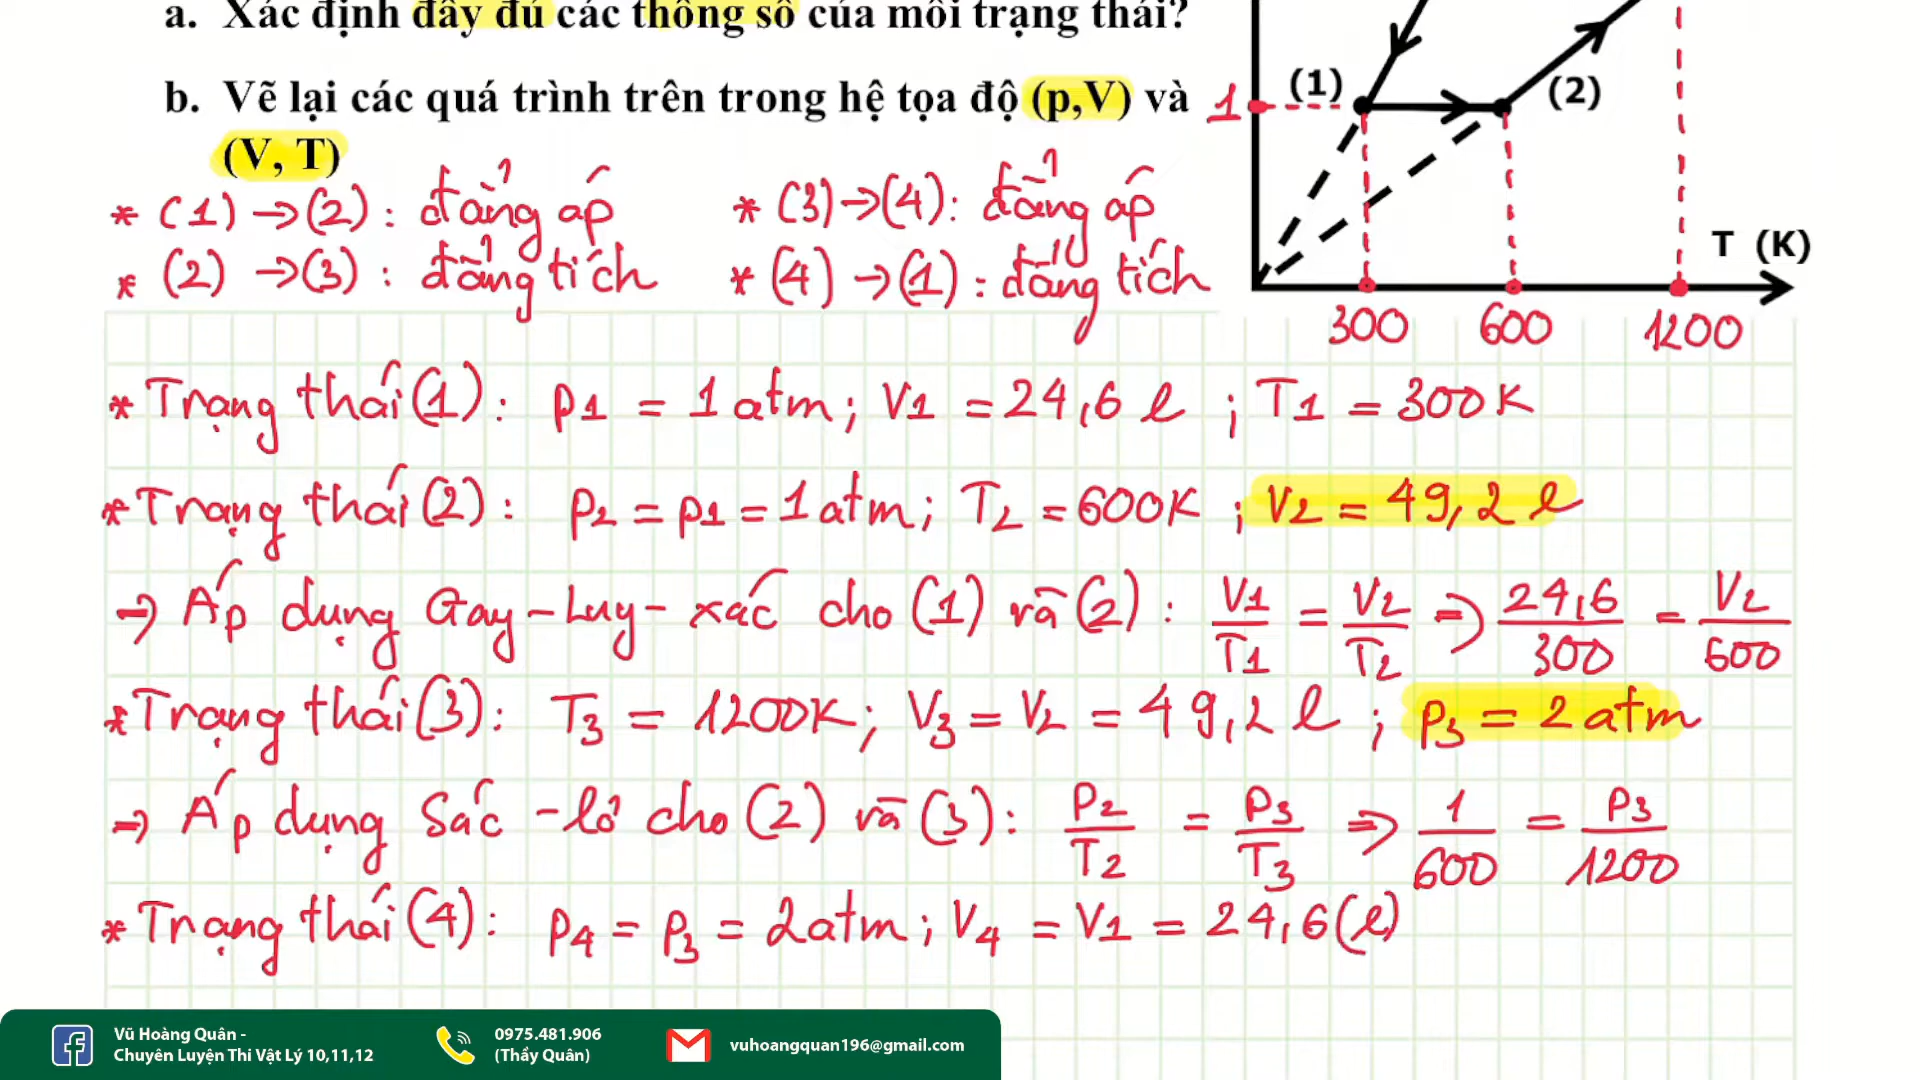 a. Xác định đầy đủ các thông số của mỗi trạng thái?
b. Vẽ lại các quá trình trên trong hệ tọa độ (p,V) và
(V, T)
1
(1)
(2)
T (K)
300 600 1200
* (1) → (2) : đẳng áp
* (3) → (4) : đẳng áp
* (2) → (3) : đẳng tích
* (4) → (1) : đẳng tích
* Trạng thái (1) : p1 = 1 atm ; V1 = 24,6 l ; T1 = 300K
* Trạng thái (2) : p2 = p1 = 1 atm ; T2 = 600K ; V2 = 49,2 l
→ Áp dụng Gay-Luy-xác cho (1) và (2) : V1/T1 = V2/T2 ⇒ 24,6/300 = V2/600
* Trạng thái (3) : T3 = 1200K ; V3 = V2 = 49,2 l ; p3 = 2 atm
→ Áp dụng Sác-lơ cho (2) và (3) : P2/T2 = P3/T3 ⇒ 1/600 = P3/1200
* Trạng thái (4) : p4 = p3 = 2 atm ; V4 = V1 = 24,6 (l)
Vũ Hoàng Quân -
Chuyên Luyện Thi Vật Lý 10,11,12
0975.481.906
(Thầy Quân)
vuhoangquan196@gmail.com